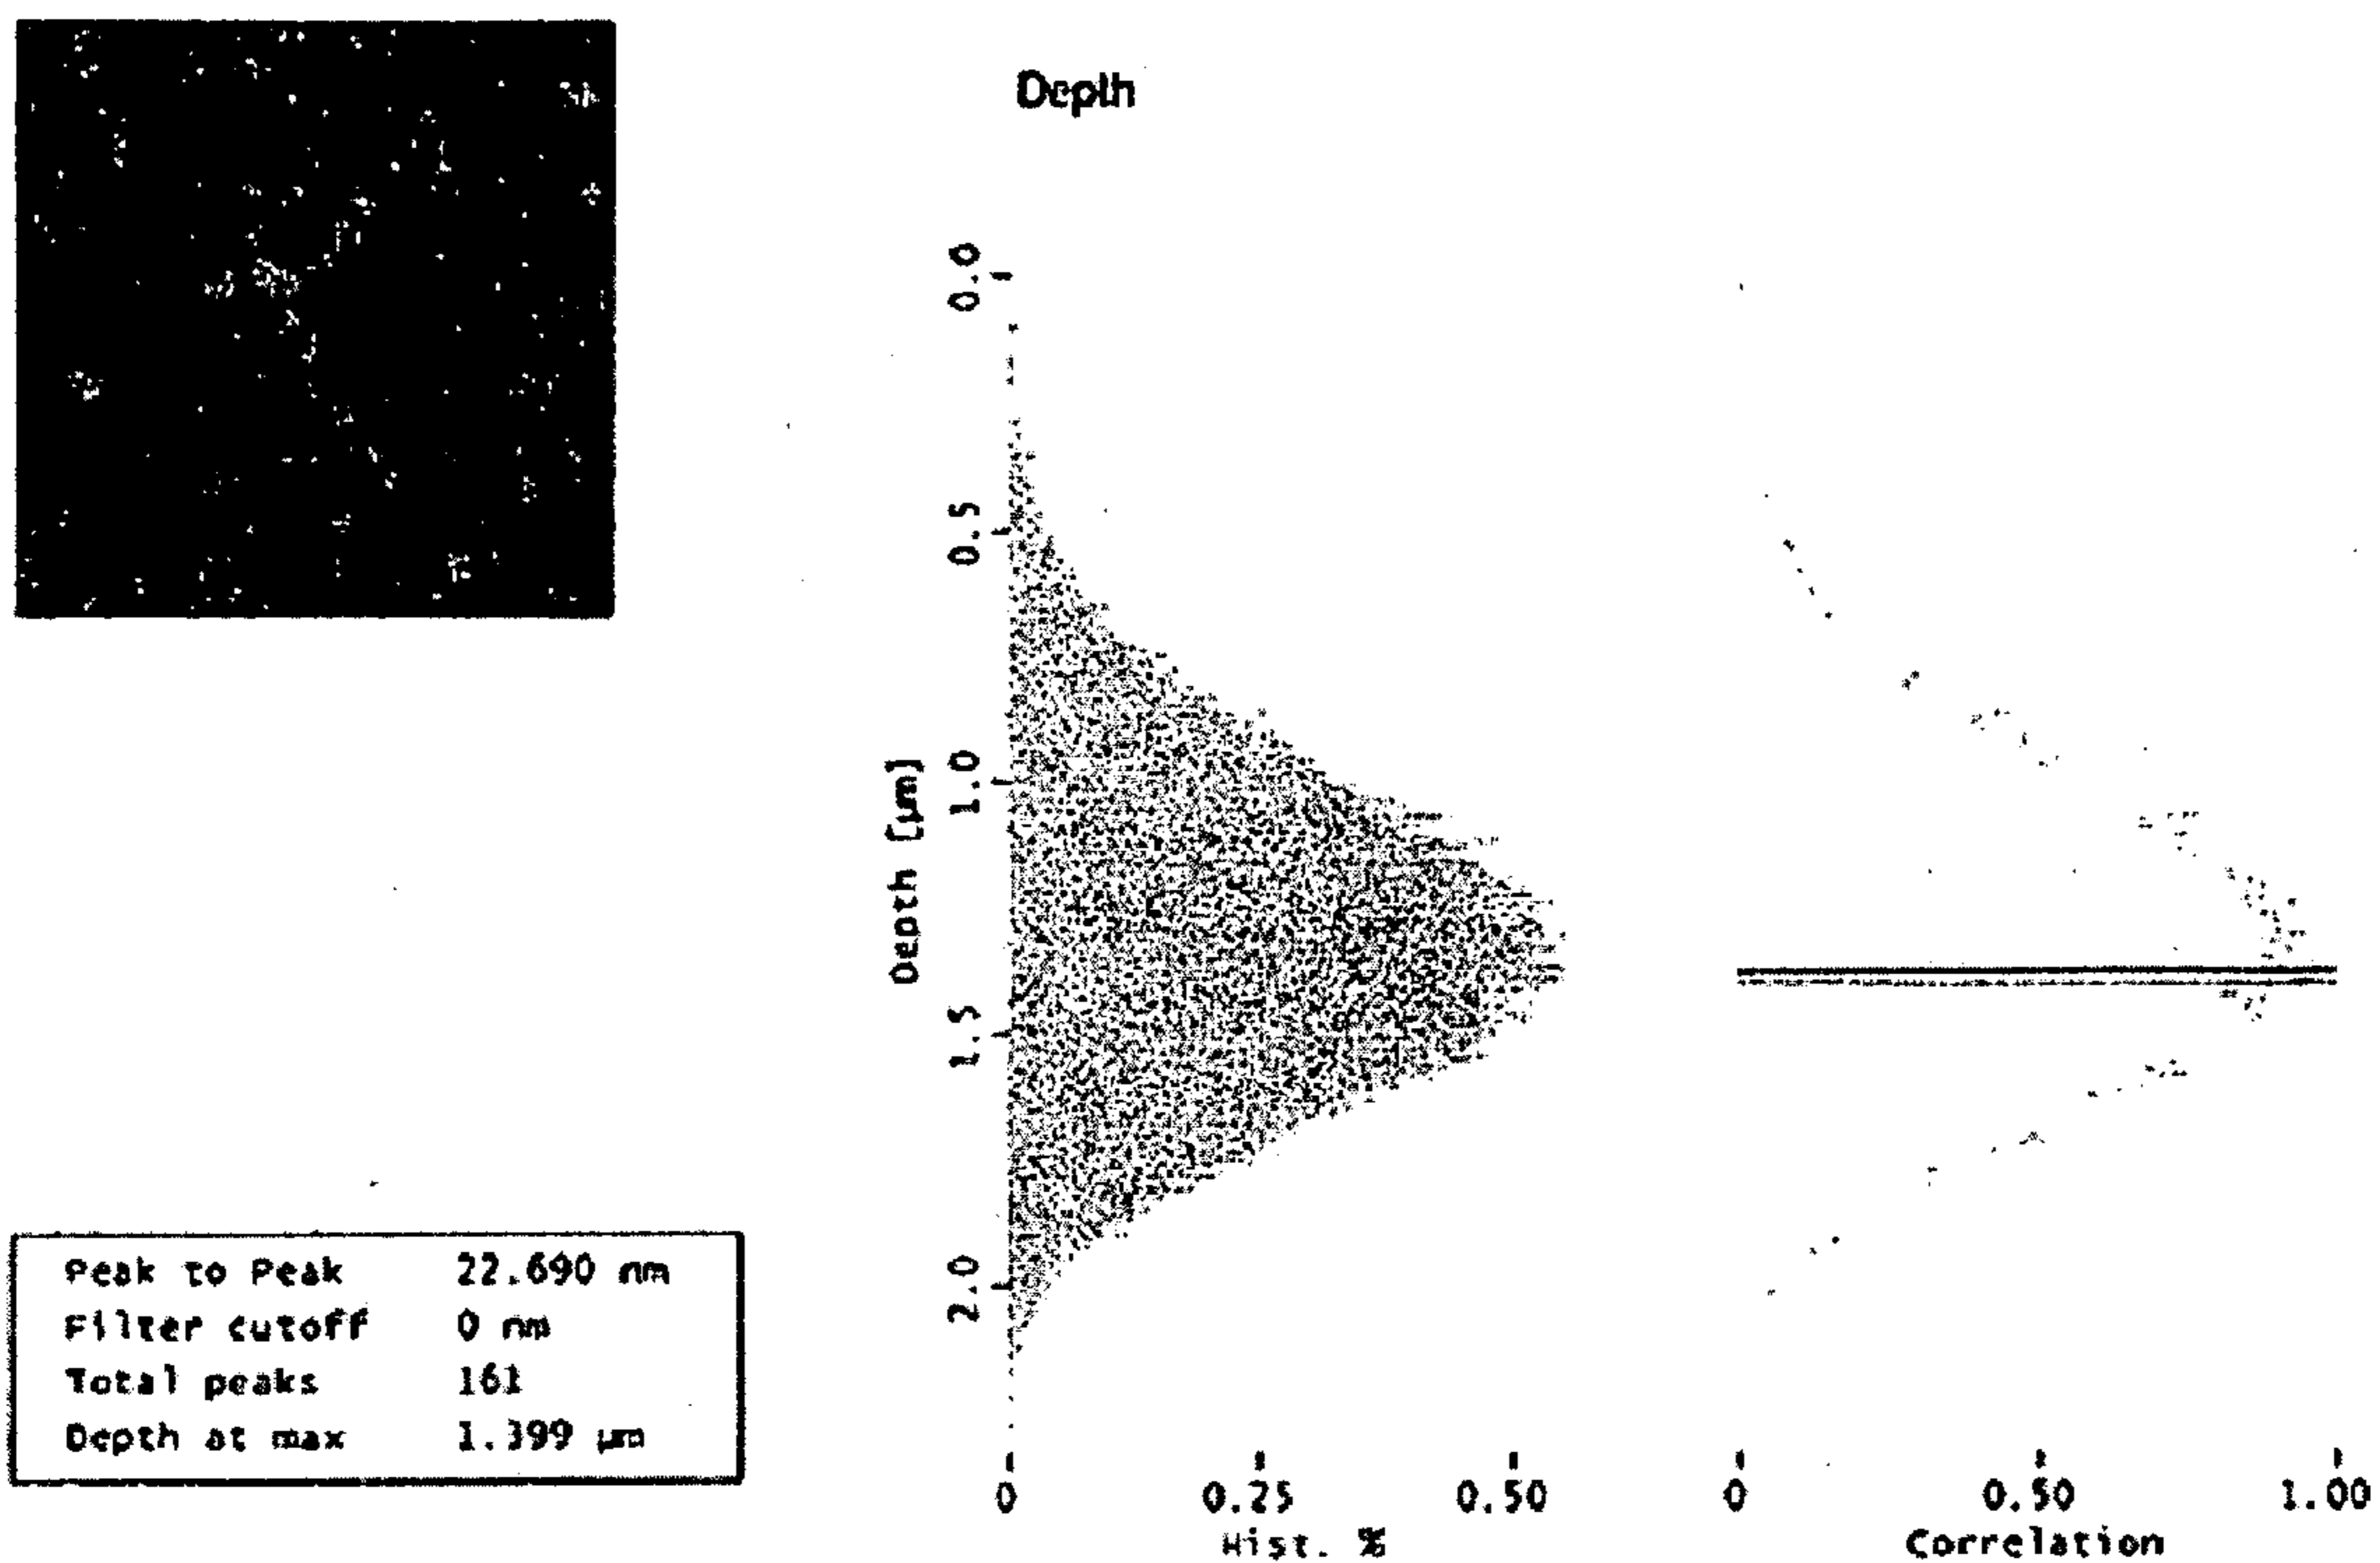 Depth
0.0
0.5
1.0
1.5
2.0
Depth [µm]
0
0.25
0.50
Hist. %
0
0.50
1.00
Correlation
Peak to Peak 22.690 nm
Filter cutoff 0 nm
Total peaks 161
Depth at max 1.399 µm